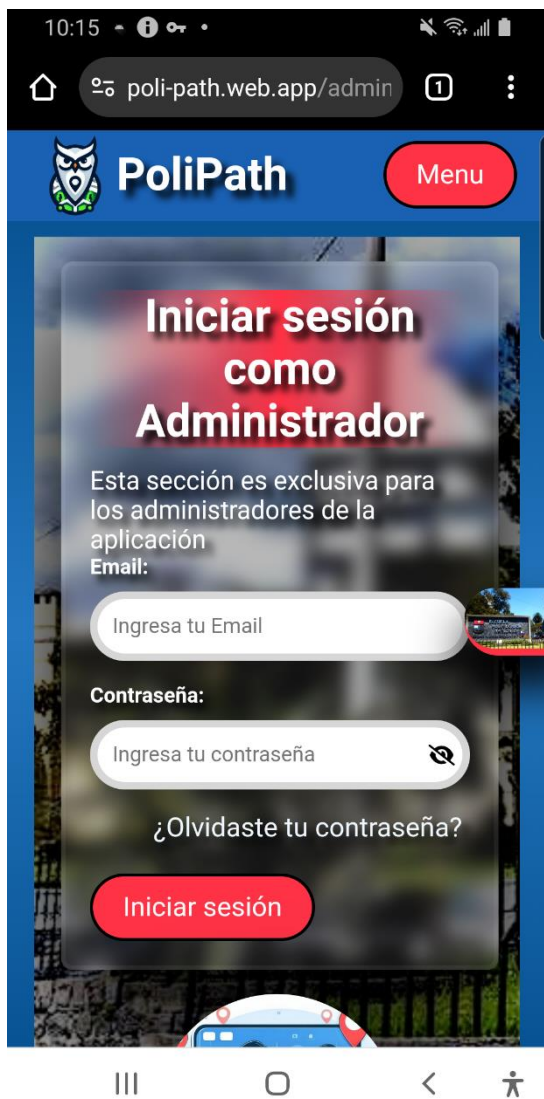 10:15
poli-path.web.app/admin
1
PoliPath
Menu
Iniciar sesión
como
Administrador
Esta sección es exclusiva para
los administradores de la
aplicación
Email:
Ingresa tu Email
Contraseña:
Ingresa tu contraseña
¿Olvidaste tu contraseña?
Iniciar sesión